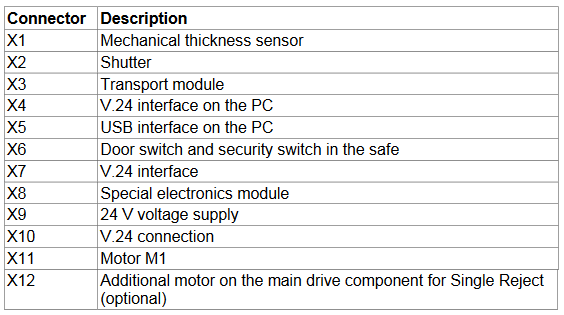 Connector Description
X1 Mechanical thickness sensor
X2 Shutter
X3 Transport module
X4 V.24 interface on the PC
X5 USB interface on the PC
X6 Door switch and security switch in the safe
X7 V.24 interface
X8 Special electronics module
X9 24 V voltage supply
X10 V.24 connection
X11 Motor M1
X12 Additional motor on the main drive component for Single Reject
(optional)